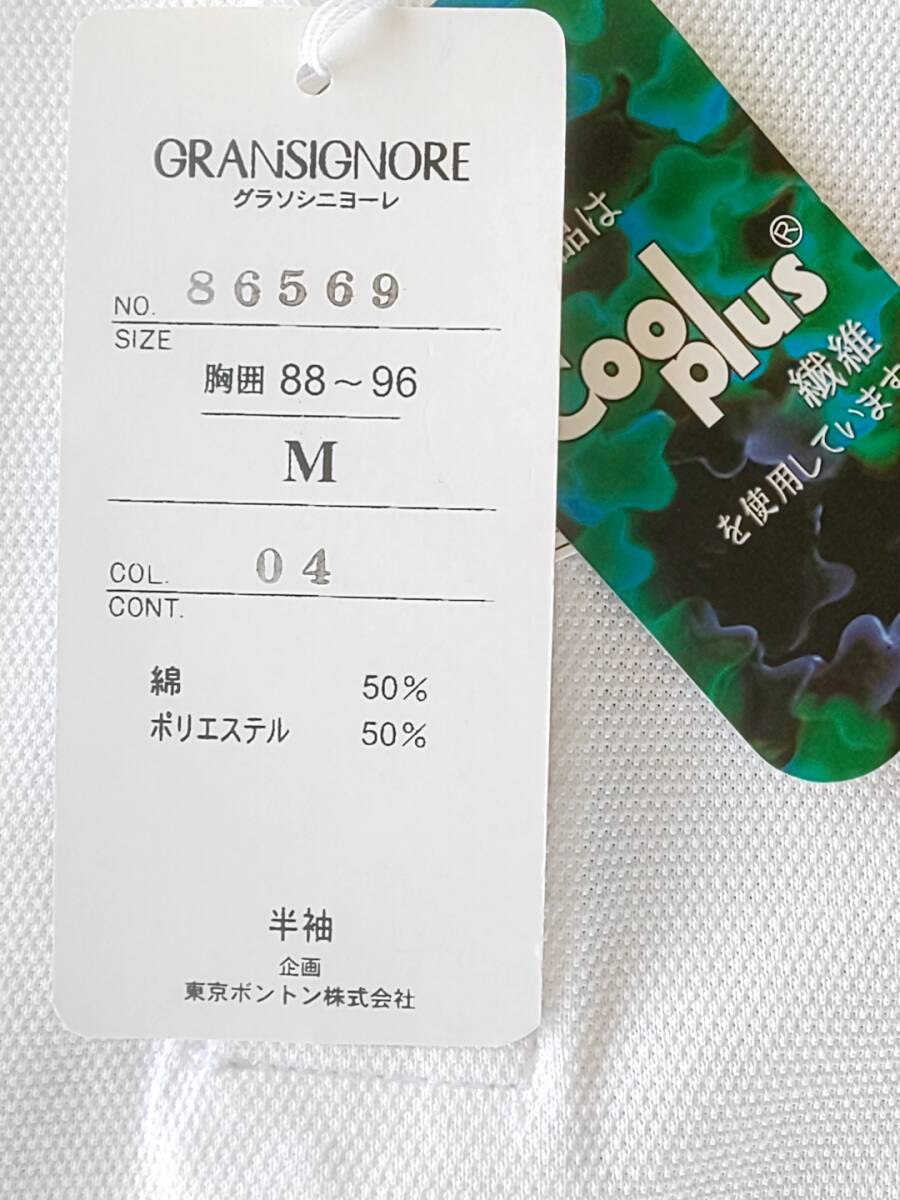 GRANiSIGNORE
グラソシニヨーレ
NO. 86569
SIZE
胸囲 88～96
M
COL. 04
CONT.
綿 50%
ポリエステル 50%
半袖
企画
東京ボントン株式会社
品は
Cool plus®
繊維
を使用しています